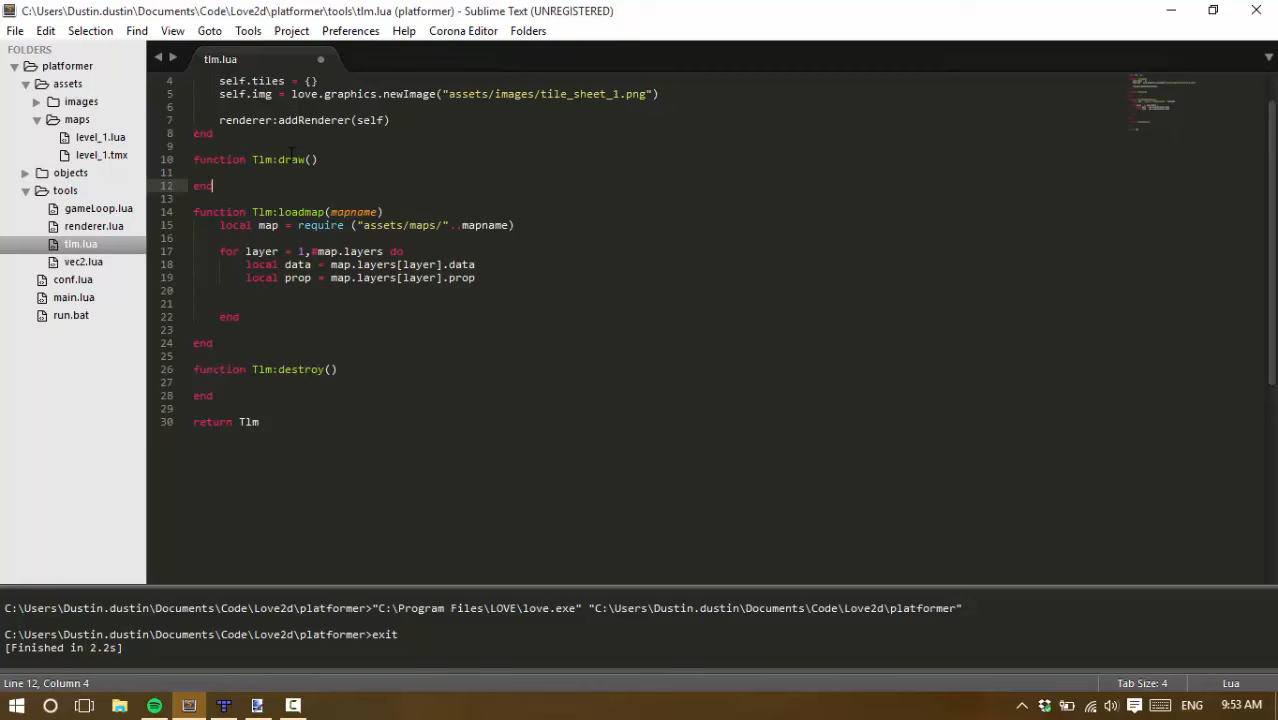 C:\Users\Dustin.dustin\Documents\Code\Love2d\platformer\tools\tlm.lua (platformer) - Sublime Text (UNREGISTERED)
File Edit Selection Find View Goto Tools Project Preferences Help Corona Editor Folders
FOLDERS
platformer
assets
images
maps
level_1.lua
level_1.tmx
objects
tools
gameLoop.lua
renderer.lua
tlm.lua
vec2.lua
conf.lua
main.lua
run.bat
tlm.lua
4 self.tiles = {}
5 self.img = love.graphics.newImage("assets/images/tile_sheet_1.png")
6
7 renderer:addRenderer(self)
8 end
9
10 function Tlm:draw()
11
12 end
13
14 function Tlm:loadmap(mapname)
15 local map = require ("assets/maps/"..mapname)
16
17 for layer = 1,#map.layers do
18 local data = map.layers[layer].data
19 local prop = map.layers[layer].prop
20
21
22 end
23
24 end
25
26 function Tlm:destroy()
27
28 end
29
30 return Tlm
C:\Users\Dustin.dustin\Documents\Code\Love2d\platformer>"C:\Program Files\LOVE\love.exe" "C:\Users\Dustin.dustin\Documents\Code\Love2d\platformer"
C:\Users\Dustin.dustin\Documents\Code\Love2d\platformer>exit
[Finished in 2.2s]
Line 12, Column 4 Tab Size: 4 Lua
ENG 9:53 AM